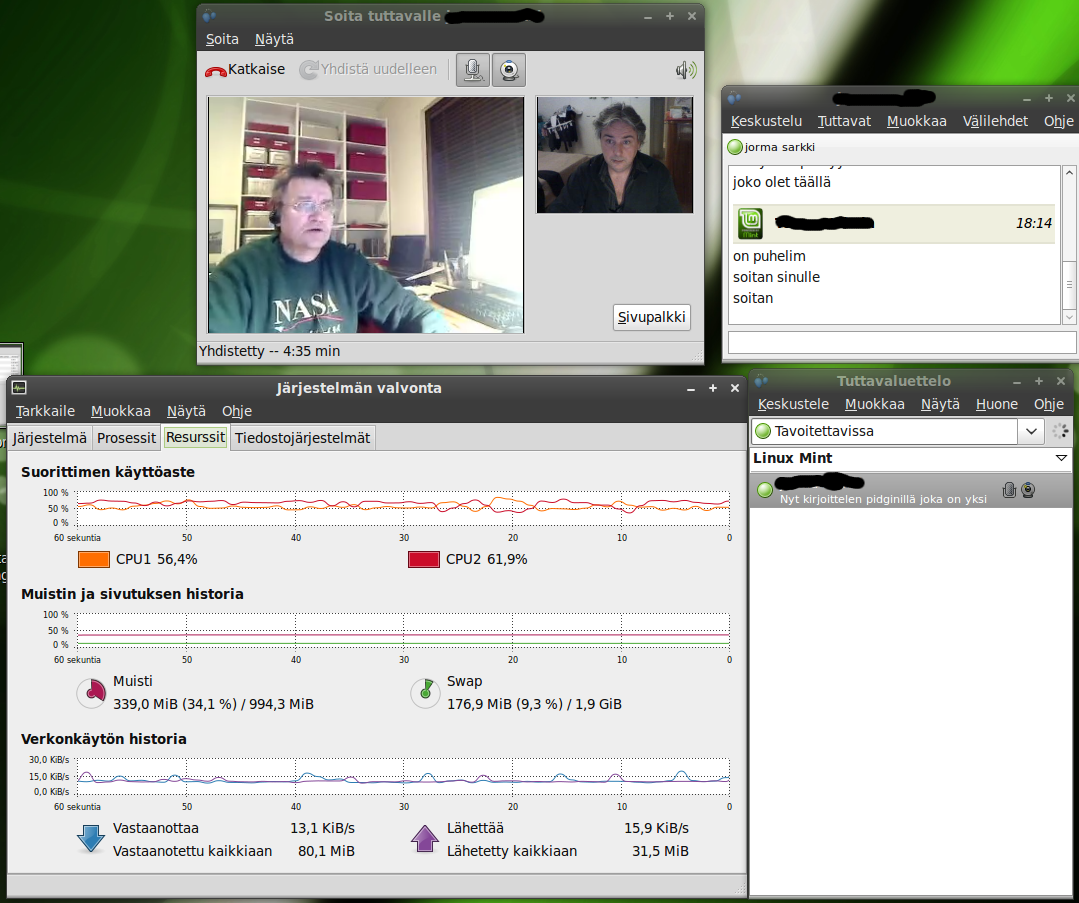 Soita tuttavalle
Soita Näytä
Katkaise Yhdistä uudelleen
NASA
Sivupalkki
Yhdistetty -- 4:35 min
Keskustelu Tuttavat Muokkaa Välilehdet Ohje
jorma sarkki
joko olet täällä
18:14
on puhelim
soitan sinulle
soitan
Järjestelmän valvonta
Tarkkaile Muokkaa Näytä Ohje
Järjestelmä Prosessit Resurssit Tiedostojärjestelmät
Suorittimen käyttöaste
100 %
50 %
0 %
60 sekuntia 50 40 30 20 10 0
CPU1 56,4% CPU2 61,9%
Muistin ja sivutuksen historia
100 %
50 %
0 %
60 sekuntia 50 40 30 20 10 0
Muisti Swap
339,0 MiB (34,1 %) / 994,3 MiB 176,9 MiB (9,3 %) / 1,9 GiB
Verkonkäytön historia
30,0 KiB/s
15,0 KiB/s
0,0 KiB/s
60 sekuntia 50 40 30 20 10 0
Vastaanottaa 13,1 KiB/s Lähettää 15,9 KiB/s
Vastaanotettu kaikkiaan 80,1 MiB Lähetetty kaikkiaan 31,5 MiB
Tuttavaluettelo
Keskustele Muokkaa Näytä Huone Ohje
Tavoitettavissa
Linux Mint
Nyt kirjoittelen pidginillä joka on yksi